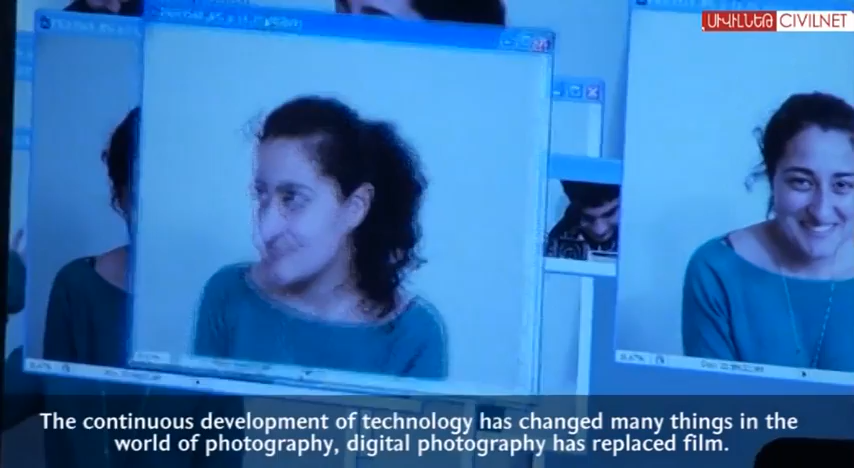 ՍԻՎԻԼՆԵԹ CIVILNET
The continuous development of technology has changed many things in the
world of photography, digital photography has replaced film.